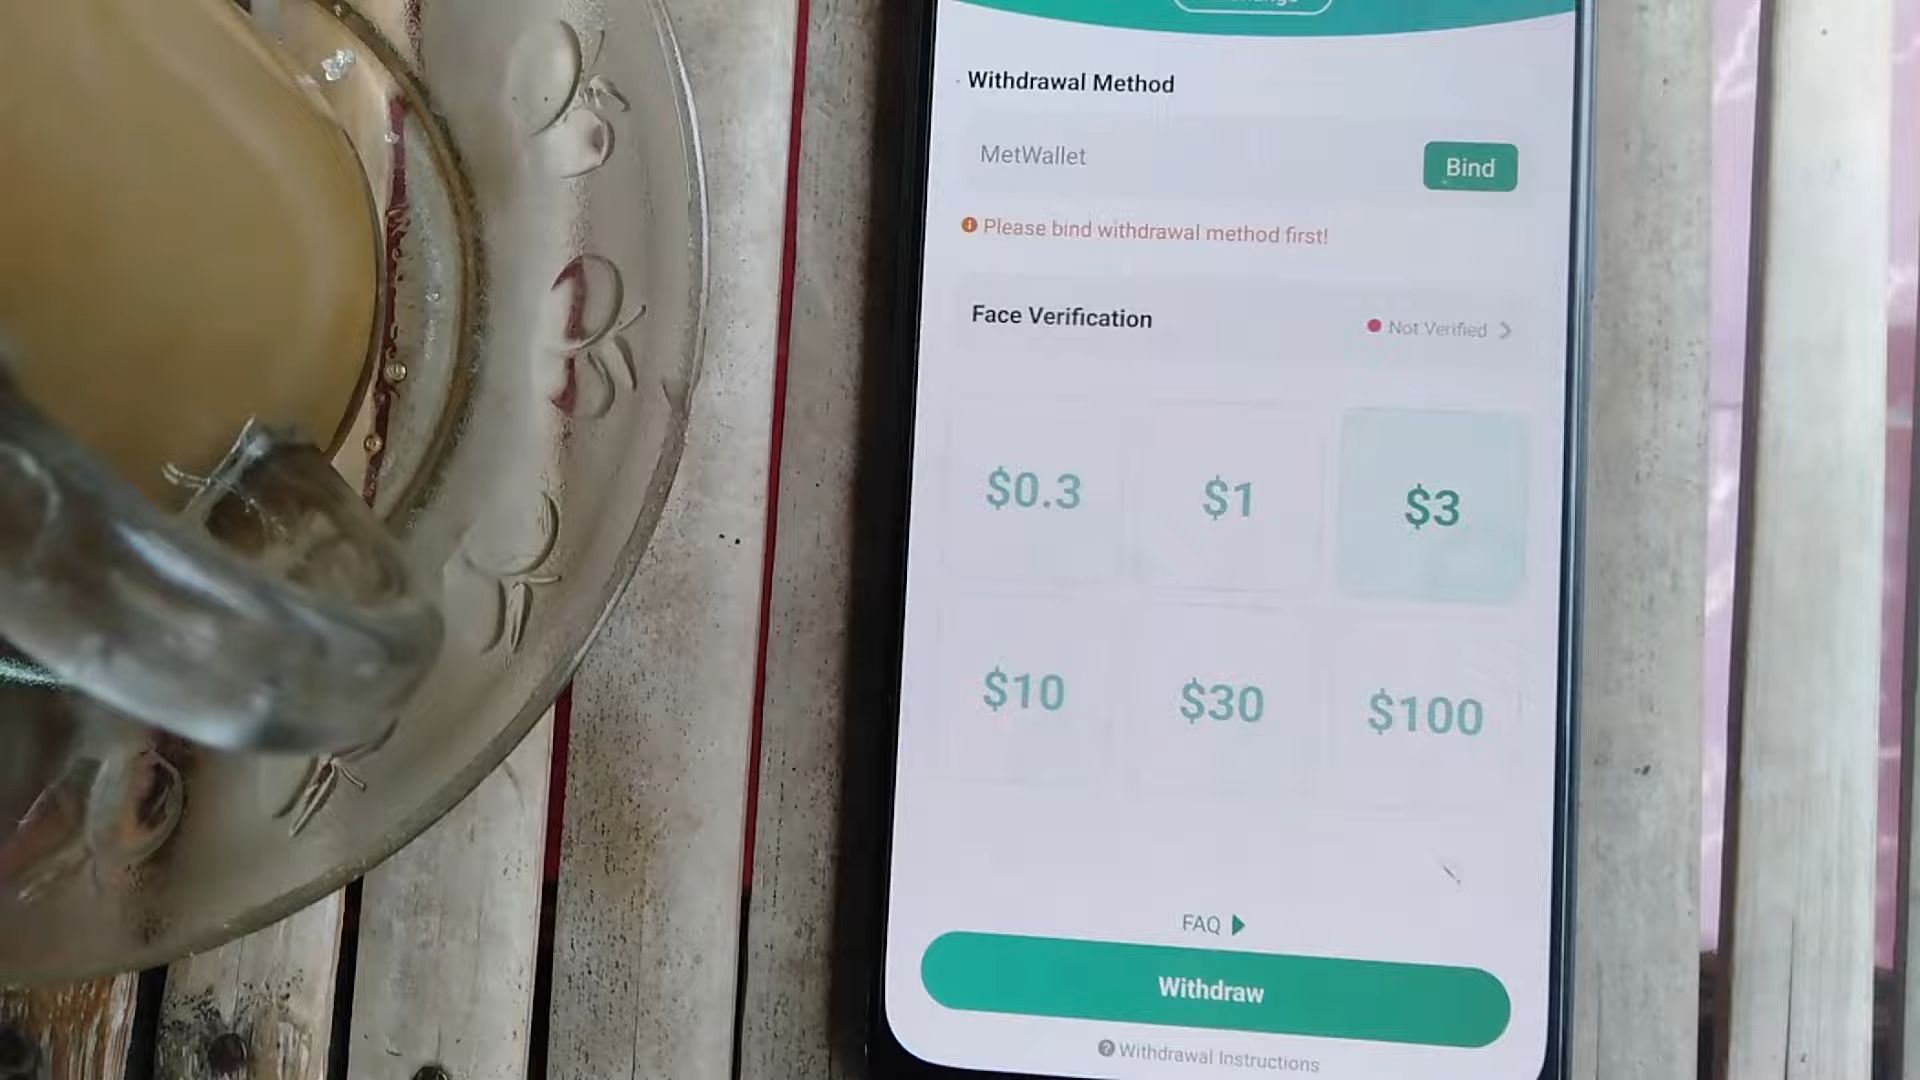 Withdrawal Method
MetWallet
Bind
Please bind withdrawal method first!
Face Verification
Not Verified
$0.3
$1
$3
$10
$30
$100
FAQ
Withdraw
Withdrawal Instructions